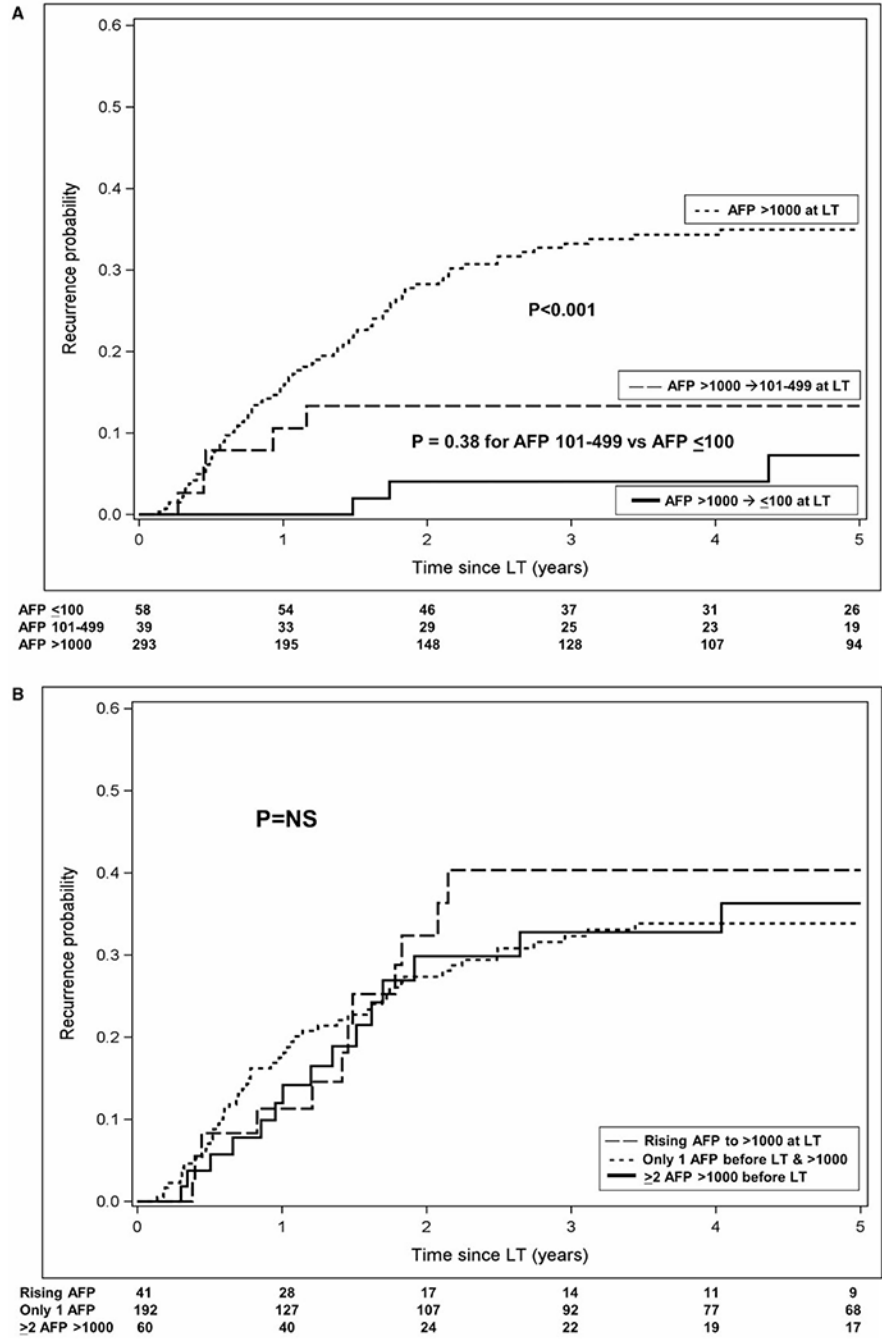 A
0.6
0.5
0.4
0.3
0.2
0.1
0.0
Recurrence probability
AFP >1000 at LT
P<0.001
AFP >1000 →101-499 at LT
P = 0.38 for AFP 101-499 vs AFP ≤100
AFP >1000 → ≤100 at LT
0 1 2 3 4 5
Time since LT (years)
AFP ≤100 58 54 46 37 31 26
AFP 101-499 39 33 29 25 23 19
AFP >1000 293 195 148 128 107 94
B
0.6
0.5
0.4
0.3
0.2
0.1
0.0
Recurrence probability
P=NS
Rising AFP to >1000 at LT
Only 1 AFP before LT & >1000
≥2 AFP >1000 before LT
0 1 2 3 4 5
Time since LT (years)
Rising AFP 41 28 17 14 11 9
Only 1 AFP 192 127 107 92 77 68
≥2 AFP >1000 60 40 24 22 19 17